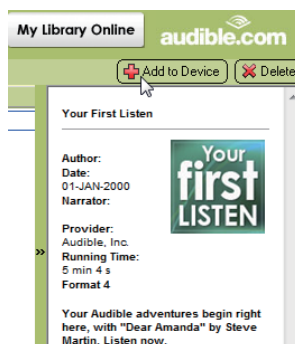 My Library Online
audible.com
Add to Device
Delete
Your First Listen
Author:
Date:
01-JAN-2000
Narrator:
Your
first
LISTEN
Provider:
Audible, Inc.
Running Time:
5 min 4 s
Format 4
»
Your Audible adventures begin right
here, with "Dear Amanda" by Steve
Martin. Listen now.